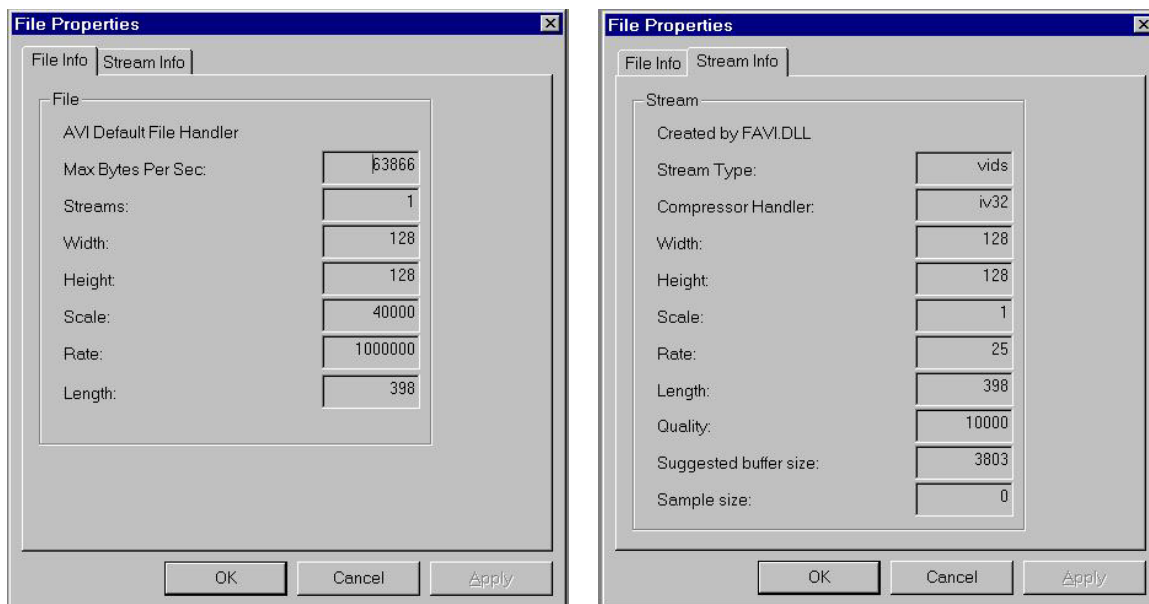 File Properties
File Info Stream Info
File
AVI Default File Handler
Max Bytes Per Sec: 63866
Streams: 1
Width: 128
Height: 128
Scale: 40000
Rate: 1000000
Length: 398
OK Cancel Apply
File Properties
File Info Stream Info
Stream
Created by FAVI.DLL
Stream Type: vids
Compressor Handler: iv32
Width: 128
Height: 128
Scale: 1
Rate: 25
Length: 398
Quality: 10000
Suggested buffer size: 3803
Sample size: 0
OK Cancel Apply